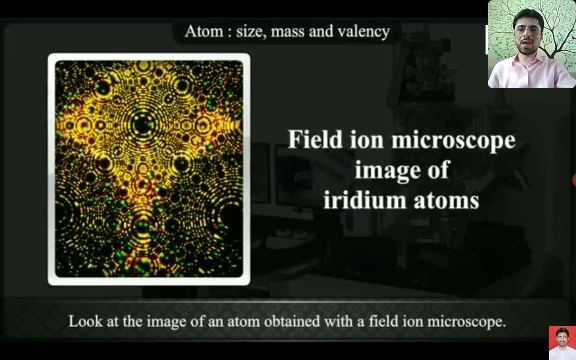 Atom : size, mass and valency
Field ion microscope
image of
iridium atoms
Look at the image of an atom obtained with a field ion microscope.